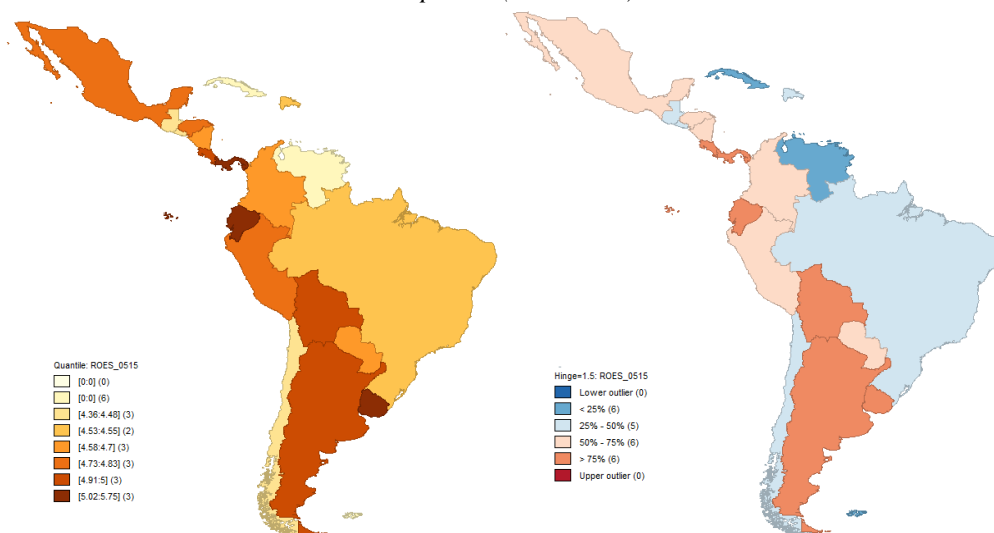 Quantile: ROES_0515
[0:0] (0)
[0:0] (6)
[4.36:4.48] (3)
[4.53:4.55] (2)
[4.58:4.7] (3)
[4.73:4.83] (3)
[4.91:5] (3)
[5.02:5.75] (3)
Hinge=1.5: ROES_0515
Lower outlier (0)
< 25% (6)
25% - 50% (5)
50% - 75% (6)
> 75% (6)
Upper outlier (0)